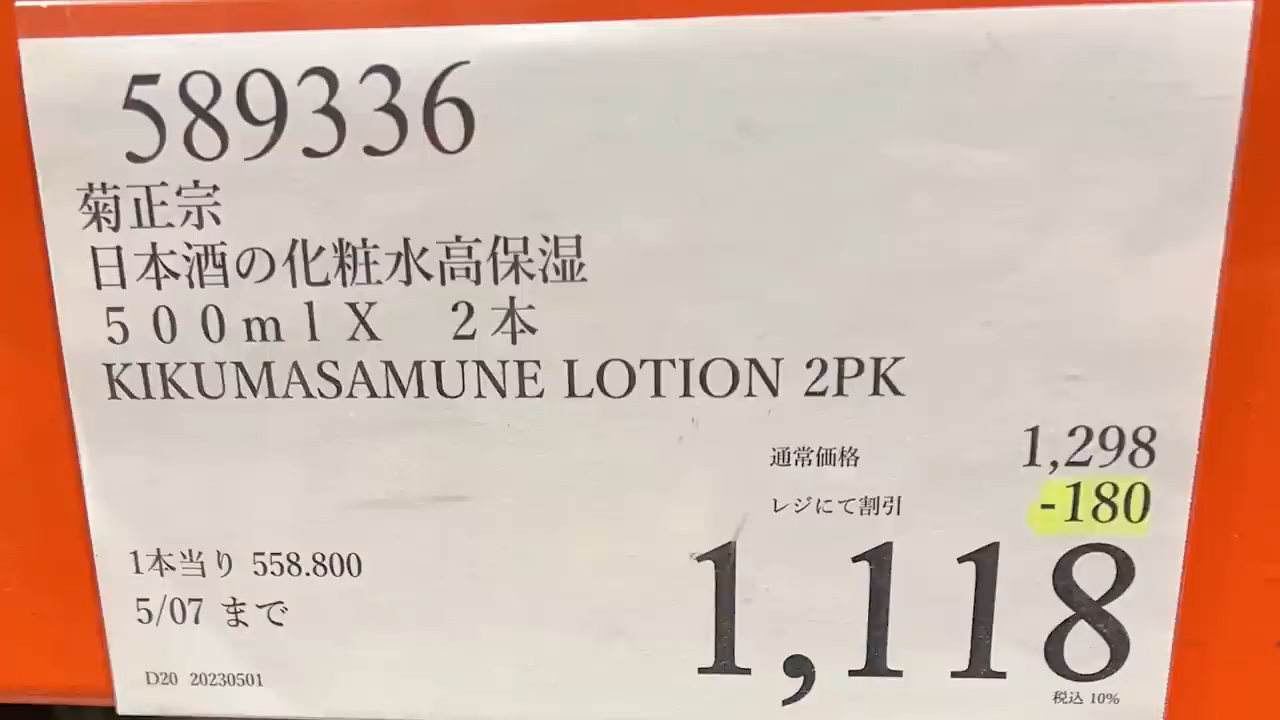 589336
菊正宗
日本酒の化粧水高保湿
500mlX 2本
KIKUMASAMUNE LOTION 2PK
通常価格 1,298
レジにて割引 -180
1,118
1本当り 558.800
5/07 まで
D20 20230501
税込 10%